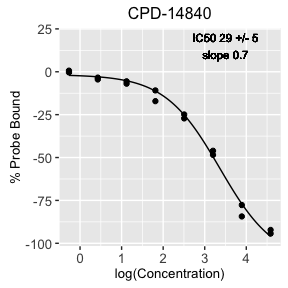 CPD-14840
IC50 29 +/- 5
slope 0.7
25
0
-25
-50
-75
-100
% Probe Bound
0 1 2 3 4
log(Concentration)